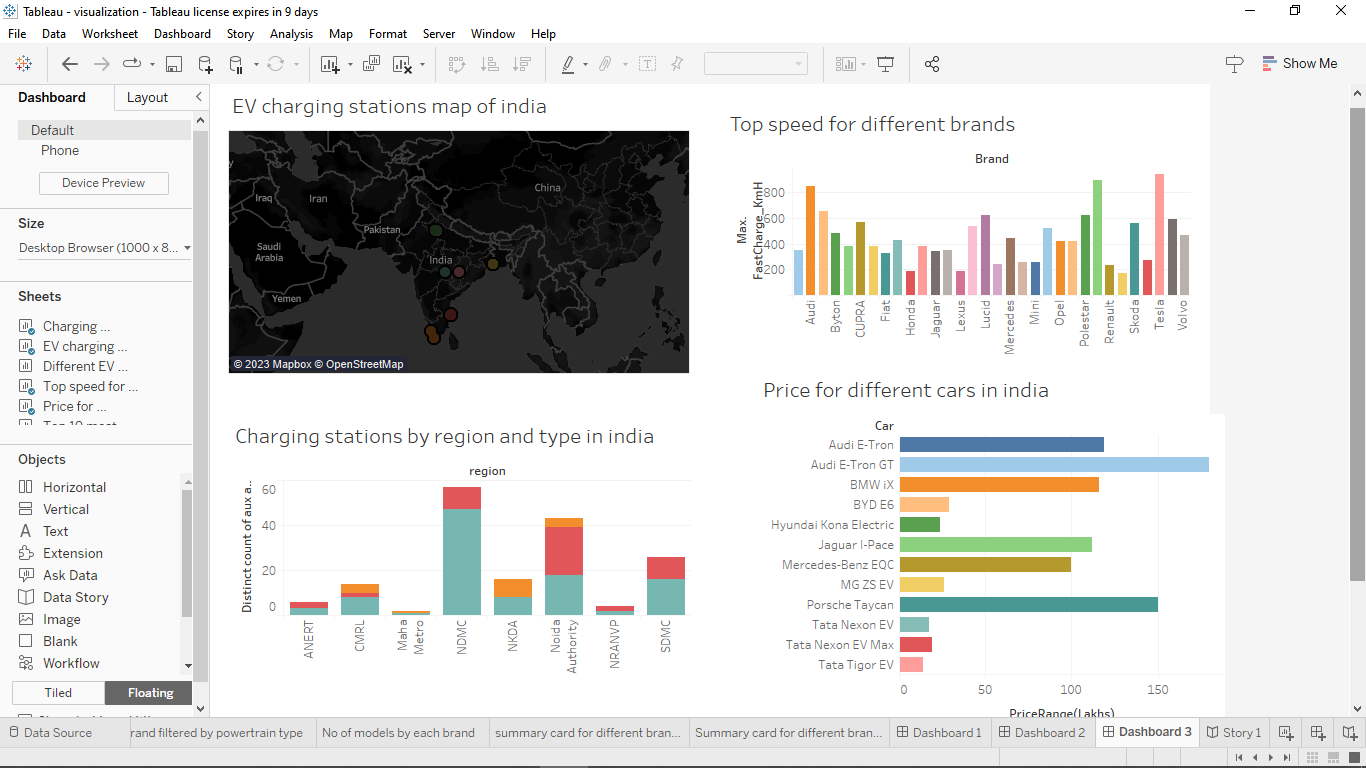 Tableau - visualization - Tableau license expires in 9 days
File Data Worksheet Dashboard Story Analysis Map Format Server Window Help
Show Me
Dashboard Layout
Default
Phone
Device Preview
Size
Desktop Browser (1000 x 8...
Sheets
Charging ...
EV charging ...
Different EV ...
Top speed for ...
Price for ...
Objects
Horizontal
Vertical
Text
Extension
Ask Data
Data Story
Image
Blank
Workflow
Tiled Floating
EV charging stations map of india
Iraq
Iran
China
Pakistan
Saudi
Arabia
India
Yemen
© 2023 Mapbox © OpenStreetMap
Top speed for different brands
Brand
Max.
FastCharge_KmH
800
600
400
200
Audi
Byton
CUPRA
Fiat
Honda
Jaguar
Lexus
Lucid
Mercedes
Mini
Opel
Polestar
Renault
Skoda
Tesla
Volvo
Charging stations by region and type in india
region
Distinct count of aux a..
60
40
20
0
ANERT
CMRL
Maha
Metro
NDMC
NKDA
Noida
Authority
NRANVP
SDMC
Price for different cars in india
Car
Audi E-Tron
Audi E-Tron GT
BMW iX
BYD E6
Hyundai Kona Electric
Jaguar I-Pace
Mercedes-Benz EQC
MG ZS EV
Porsche Taycan
Tata Nexon EV
Tata Nexon EV Max
Tata Tigor EV
0 50 100 150
PriceRange(Lakhs)
Data Source rand filtered by powertrain type No of models by each brand summary card for different bran... Summary card for different bran... Dashboard 1 Dashboard 2 Dashboard 3 Story 1